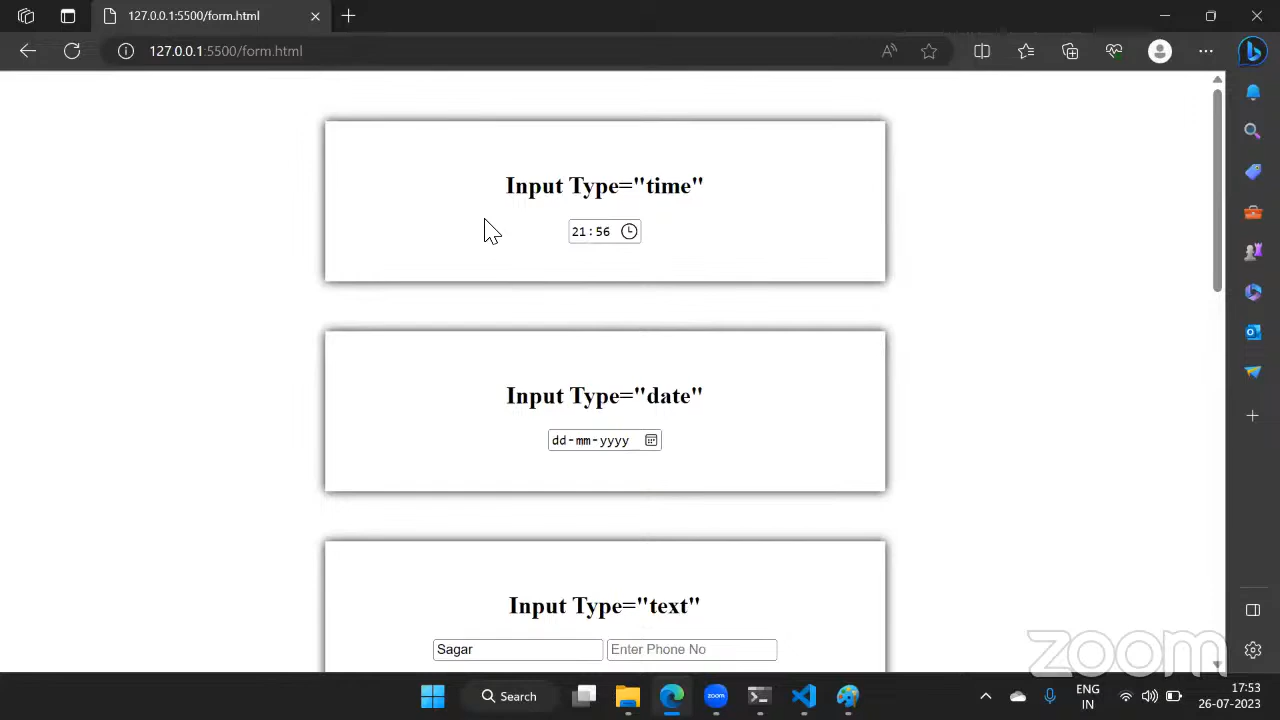 127.0.0.1:5500/form.html
127.0.0.1:5500/form.html
Input Type="time"
21:56
Input Type="date"
dd-mm-yyyy
Input Type="text"
Sagar
Enter Phone No
zoom
Search
zoom
ENG
IN
17:53
26-07-2023